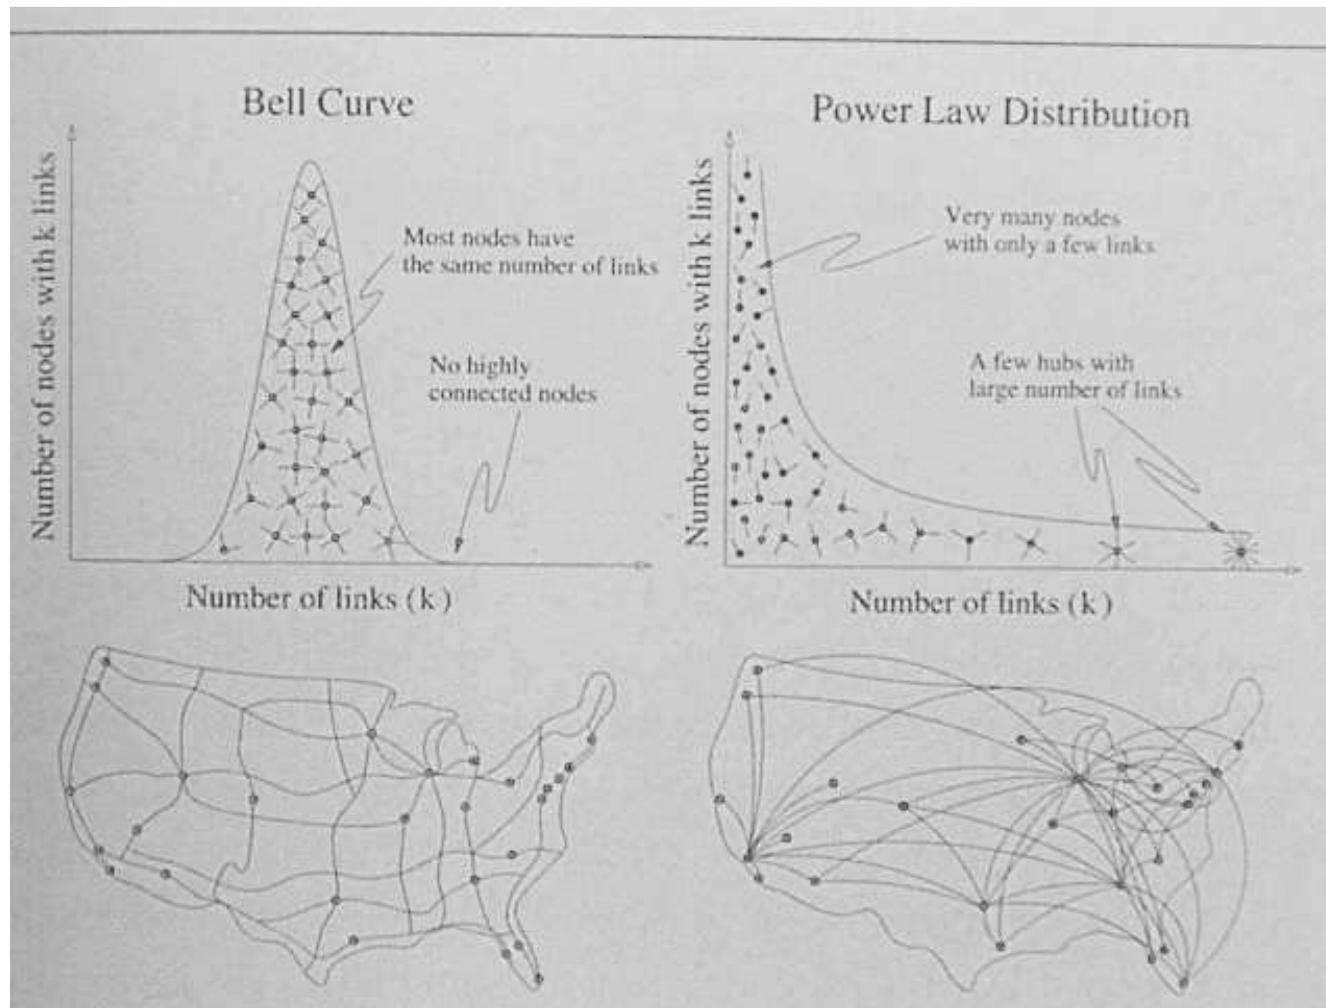 Bell Curve
Number of nodes with k links
Most nodes have
the same number of links
No highly
connected nodes
Number of links (k)
Power Law Distribution
Number of nodes with k links
Very many nodes
with only a few links
A few hubs with
large number of links
Number of links (k)